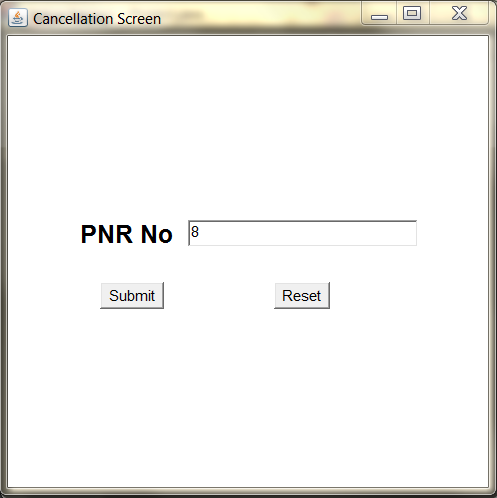 Cancellation Screen
PNR No 8
Submit Reset